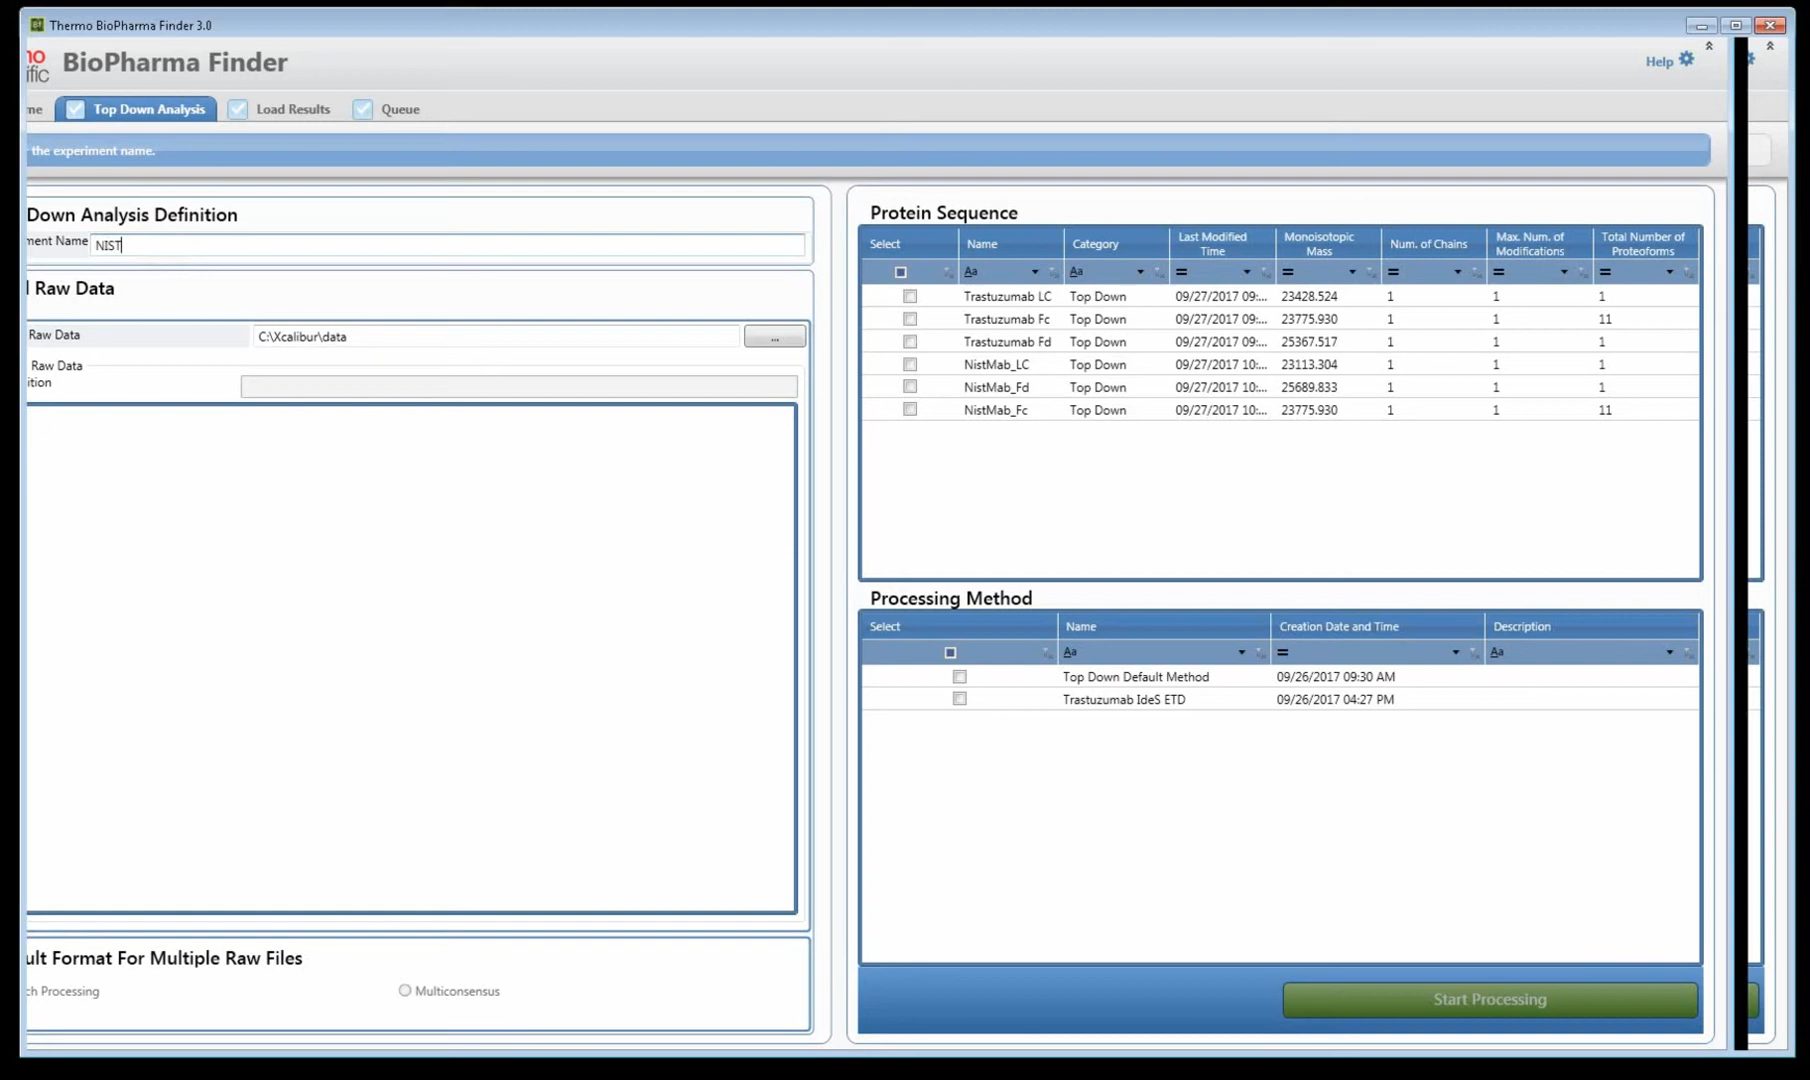 Thermo BioPharma Finder 3.0
BioPharma Finder
Help
Top Down Analysis
Load Results
Queue
the experiment name.
Down Analysis Definition
ment Name NIST
Raw Data
Raw Data C:\Xcalibur\data ...
Raw Data
ition
ult Format For Multiple Raw Files
ch Processing Multiconsensus
Protein Sequence
Select Name Category Last Modified Time Monoisotopic Mass Num. of Chains Max. Num. of Modifications Total Number of Proteoforms
Aa Aa = = = = =
Trastuzumab LC Top Down 09/27/2017 09:... 23428.524 1 1 1
Trastuzumab Fc Top Down 09/27/2017 09:... 23775.930 1 1 11
Trastuzumab Fd Top Down 09/27/2017 09:... 25367.517 1 1 1
NistMab_LC Top Down 09/27/2017 10:... 23113.304 1 1 1
NistMab_Fd Top Down 09/27/2017 10:... 25689.833 1 1 1
NistMab_Fc Top Down 09/27/2017 10:... 23775.930 1 1 11
Processing Method
Select Name Creation Date and Time Description
Aa = Aa
Top Down Default Method 09/26/2017 09:30 AM
Trastuzumab IdeS ETD 09/26/2017 04:27 PM
Start Processing